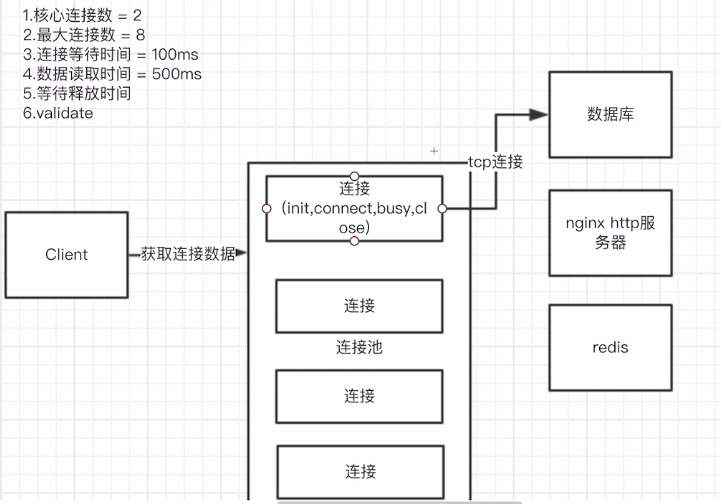 1.核心连接数 = 2
2.最大连接数 = 8
3.连接等待时间 = 100ms
4.数据读取时间 = 500ms
5.等待释放时间
6.validate
数据库
tcp连接
连接
(init,connect,busy,cl
ose)
nginx http服
务器
Client
获取连接数据
连接
连接池
redis
连接
连接